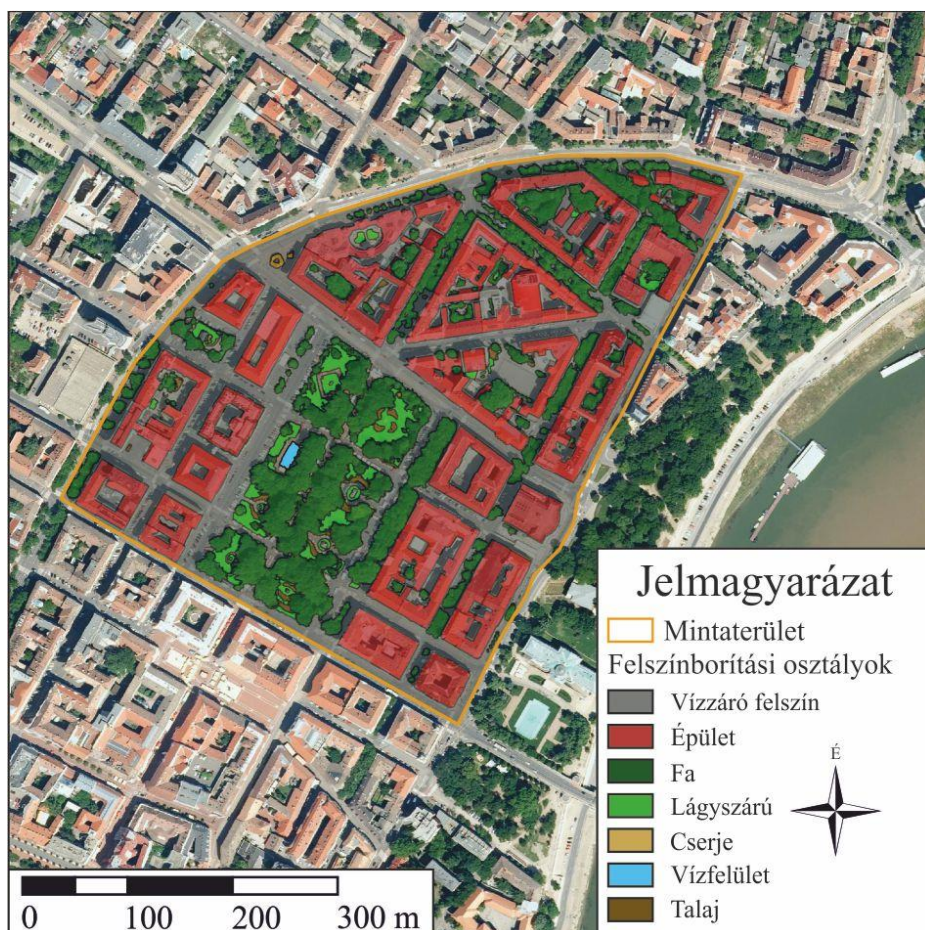 Jelmagyarázat
Mintaterület
Felszínborítási osztályok
Vízzáró felszín
Épület
Fa
Lágyszárú
Cserje
Vízfelület
Talaj
É
0 100 200 300 m